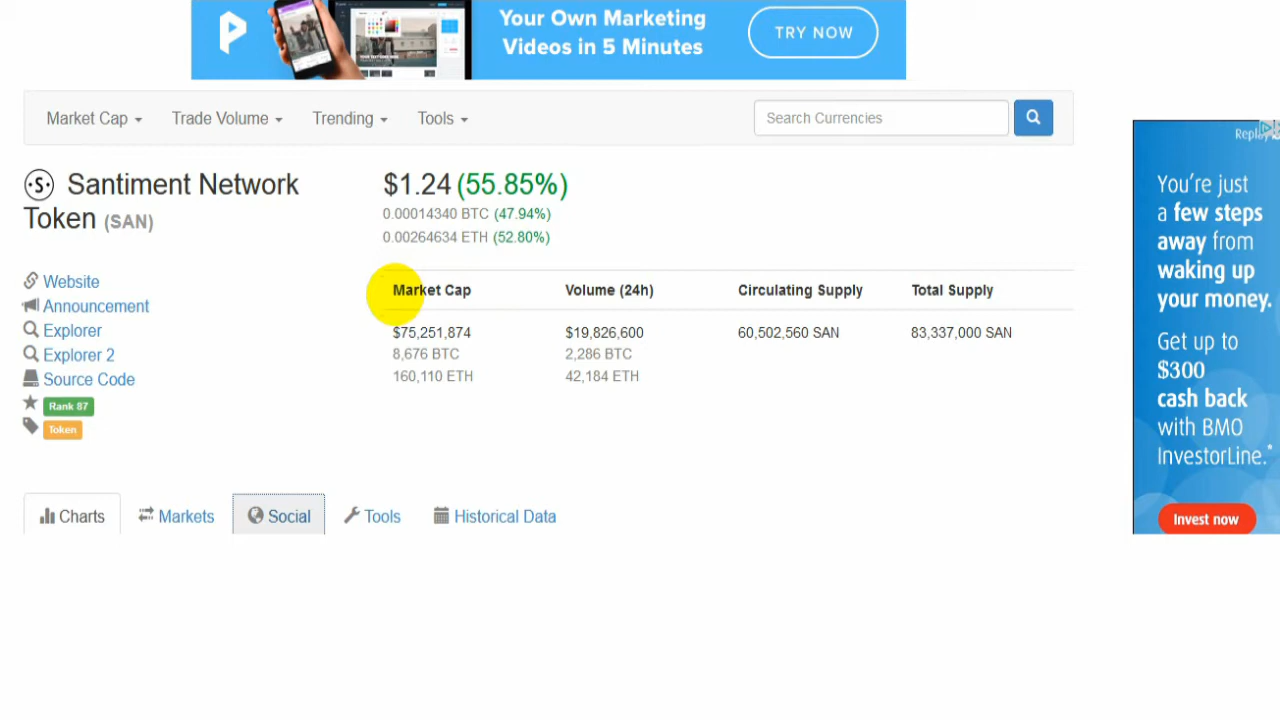 Your Own Marketing
Videos in 5 Minutes
TRY NOW
Market Cap
Trade Volume
Trending
Tools
Search Currencies
Santiment Network
Token (SAN)
$1.24 (55.85%)
0.00014340 BTC (47.94%)
0.00264634 ETH (52.80%)
Website
Announcement
Explorer
Explorer 2
Source Code
Rank 87
Token
Market Cap Volume (24h) Circulating Supply Total Supply
$75,251,874 $19,826,600 60,502,560 SAN 83,337,000 SAN
8,676 BTC 2,286 BTC
160,110 ETH 42,184 ETH
Charts
Markets
Social
Tools
Historical Data
You're just
a few steps
away from
waking up
your money.
Get up to
$300
cash back
with BMO
InvestorLine.*
Invest now